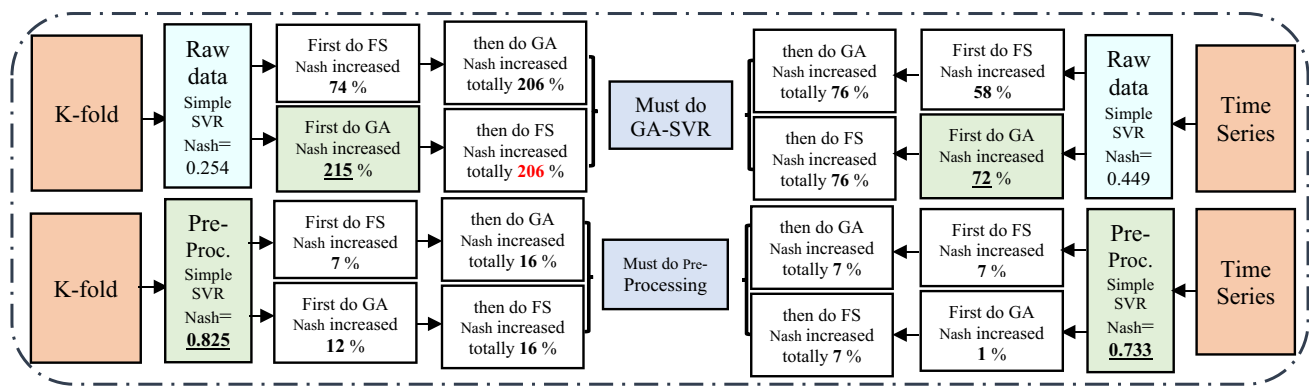 K-fold
Raw
data
Simple
SVR
Nash=
0.254
First do FS
Nash increased
74 %
then do GA
Nash increased
totally 206 %
First do GA
Nash increased
215 %
then do FS
Nash increased
totally 206 %
Must do
GA-SVR
then do GA
Nash increased
totally 76 %
First do FS
Nash increased
58 %
then do FS
Nash increased
totally 76 %
First do GA
Nash increased
72 %
Raw
data
Simple
SVR
Nash=
0.449
Time
Series
K-fold
Pre-
Proc.
Simple
SVR
Nash=
0.825
First do FS
Nash increased
7 %
then do GA
Nash increased
totally 16 %
First do GA
Nash increased
12 %
then do FS
Nash increased
totally 16 %
Must do Pre-
Processing
then do GA
Nash increased
totally 7 %
First do FS
Nash increased
7 %
then do FS
Nash increased
totally 7 %
First do GA
Nash increased
1 %
Pre-
Proc.
Simple
SVR
Nash=
0.733
Time
Series